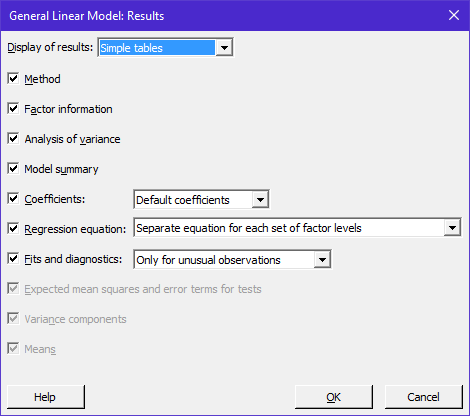 General Linear Model: Results
Display of results: Simple tables
Method
Factor information
Analysis of variance
Model summary
Coefficients: Default coefficients
Regression equation: Separate equation for each set of factor levels
Fits and diagnostics: Only for unusual observations
Expected mean squares and error terms for tests
Variance components
Means
Help OK Cancel